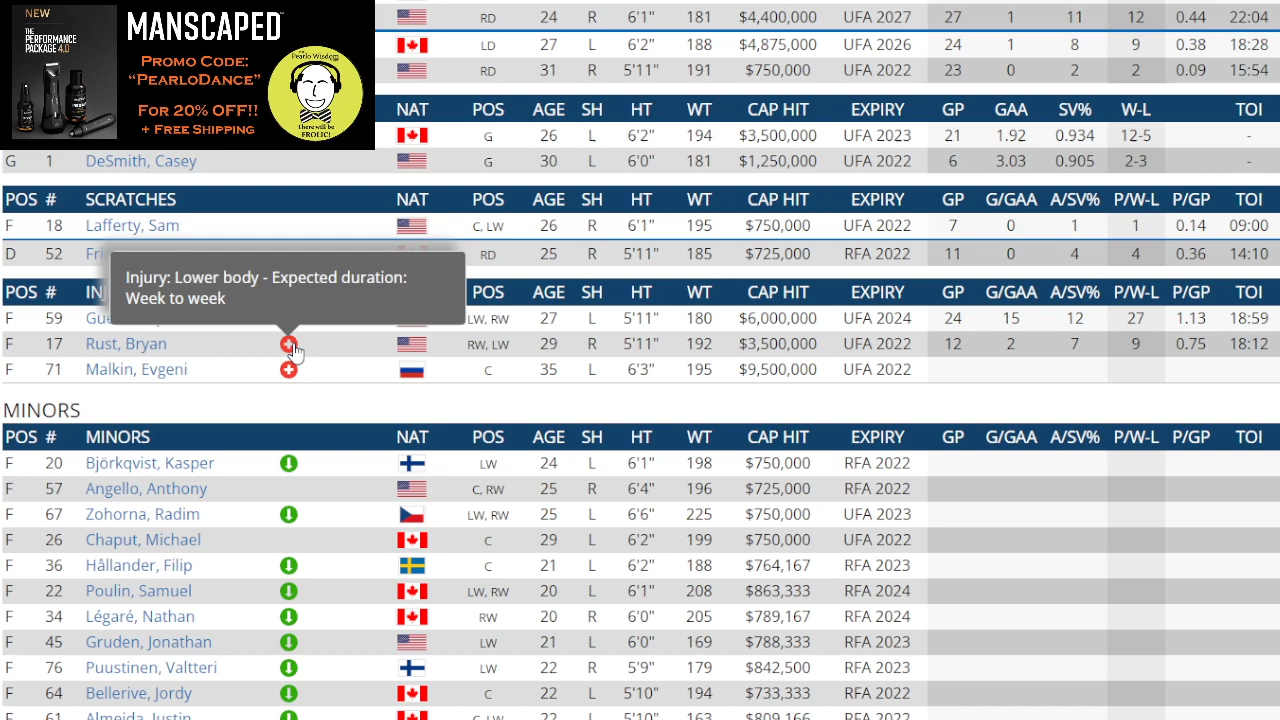 NEW
THE
PERFORMANCE
PACKAGE 4.0
MANSCAPED
Promo Code:
"PearloDance"
For 20% OFF!!
+ Free Shipping
Pearlo Wisdom
There will be
FROLIC!
RD 24 R 6'1" 181 $4,400,000 UFA 2027 27 1 11 12 0.44 22:04
LD 27 L 6'2" 188 $4,875,000 UFA 2026 24 1 8 9 0.38 18:28
RD 31 R 5'11" 191 $750,000 UFA 2022 23 0 2 2 0.09 15:54
NAT POS AGE SH HT WT CAP HIT EXPIRY GP GAA SV% W-L TOI
G 26 L 6'2" 194 $3,500,000 UFA 2023 21 1.92 0.934 12-5 -
G 1 DeSmith, Casey G 30 L 6'0" 181 $1,250,000 UFA 2022 6 3.03 0.905 2-3 -
POS # SCRATCHES NAT POS AGE SH HT WT CAP HIT EXPIRY GP G/GAA A/SV% P/W-L P/GP TOI
F 18 Lafferty, Sam C, LW 26 R 6'1" 195 $750,000 UFA 2022 7 0 1 1 0.14 09:00
D 52 Fri RD 25 R 5'11" 185 $725,000 RFA 2022 11 0 4 4 0.36 14:10
Injury: Lower body - Expected duration:
Week to week
POS # IN POS AGE SH HT WT CAP HIT EXPIRY GP G/GAA A/SV% P/W-L P/GP TOI
F 59 Gue LW, RW 27 L 5'11" 180 $6,000,000 UFA 2024 24 15 12 27 1.13 18:59
F 17 Rust, Bryan RW, LW 29 R 5'11" 192 $3,500,000 UFA 2022 12 2 7 9 0.75 18:12
F 71 Malkin, Evgeni C 35 L 6'3" 195 $9,500,000 UFA 2022
MINORS
POS # MINORS NAT POS AGE SH HT WT CAP HIT EXPIRY GP G/GAA A/SV% P/W-L P/GP TOI
F 20 Björkqvist, Kasper LW 24 L 6'1" 198 $750,000 RFA 2022
F 57 Angello, Anthony C, RW 25 R 6'4" 196 $725,000 RFA 2022
F 67 Zohorna, Radim LW, RW 25 L 6'6" 225 $750,000 UFA 2023
F 26 Chaput, Michael C 29 L 6'2" 199 $750,000 UFA 2022
F 36 Hållander, Filip C 21 L 6'2" 188 $764,167 RFA 2023
F 22 Poulin, Samuel LW, RW 20 L 6'1" 208 $863,333 RFA 2024
F 34 Légaré, Nathan RW 20 R 6'0" 205 $789,167 RFA 2024
F 45 Gruden, Jonathan LW 21 L 6'0" 169 $788,333 RFA 2023
F 76 Puustinen, Valtteri LW 22 R 5'9" 179 $842,500 RFA 2023
F 64 Bellerive, Jordy C 22 L 5'10" 194 $733,333 RFA 2022
F 61 Almeida, Justin C, LW 22 L 5'10" 163 $809,166 RFA 2022